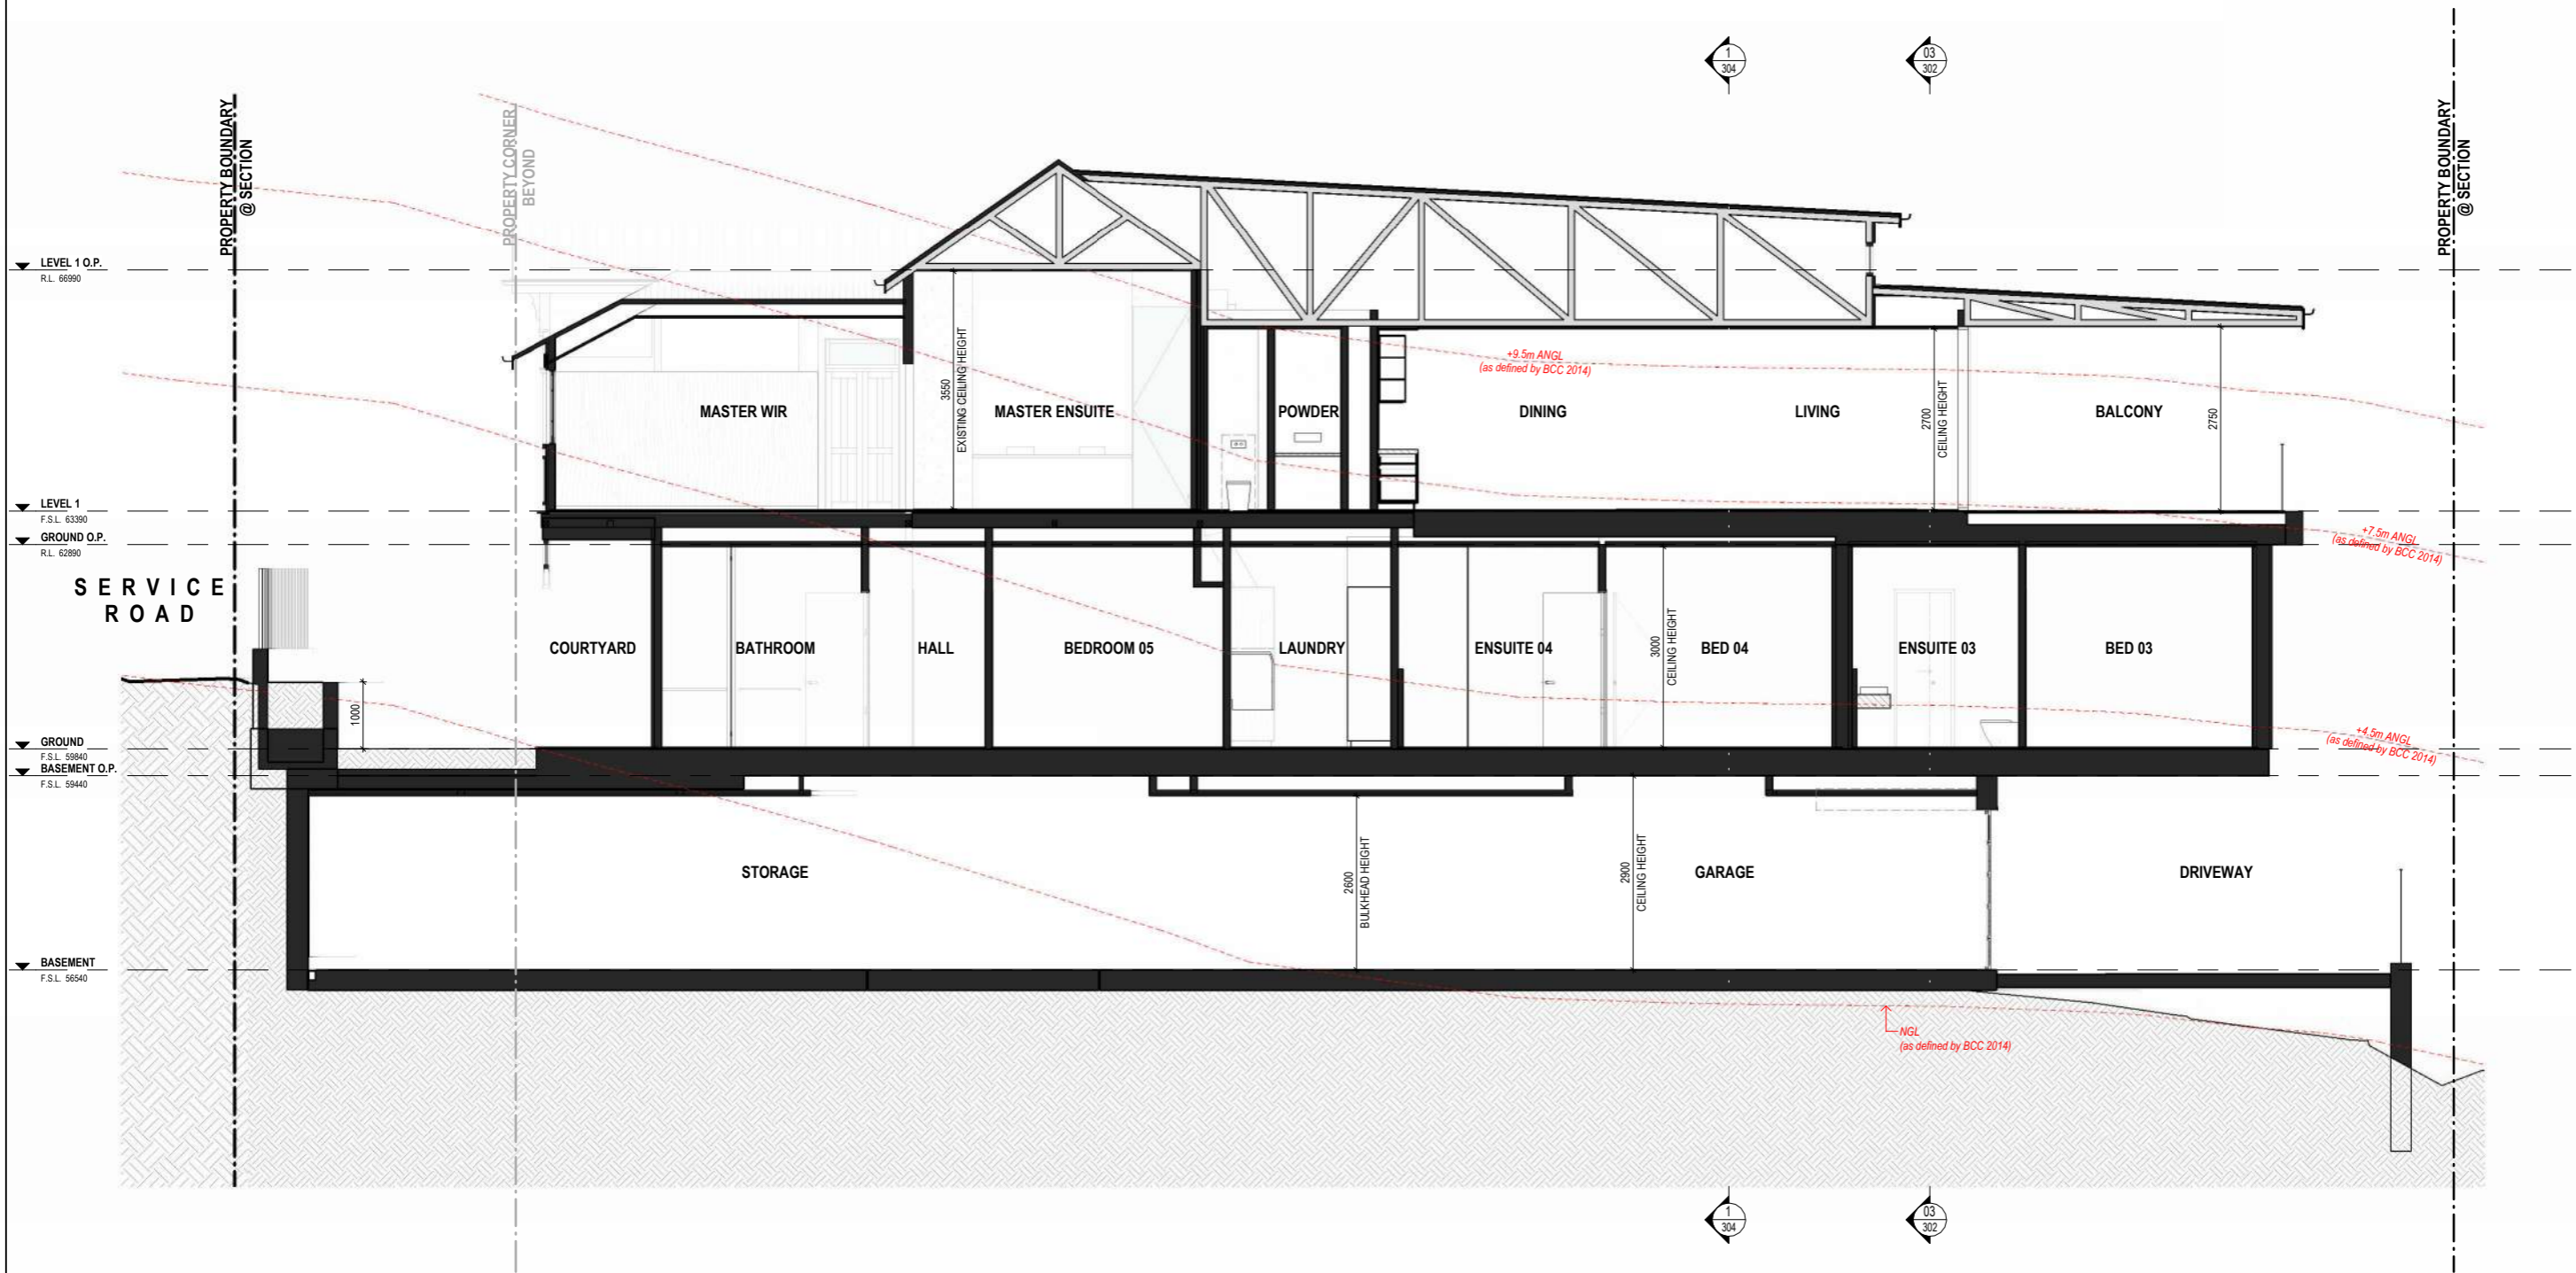 1
304
03
302
PROPERTY BOUNDARY
@ SECTION
PROPERTY CORNER
BEYOND
PROPERTY BOUNDARY
@ SECTION
LEVEL 1 O.P.
R.L. 66990
3550
EXISTING CEILING HEIGHT
+9.5m ANGL
(as defined by BCC 2014)
2700
CEILING HEIGHT
2750
MASTER WIR
MASTER ENSUITE
POWDER
DINING
LIVING
BALCONY
LEVEL 1
F.S.L. 63390
GROUND O.P.
R.L. 62890
+7.5m ANGL
(as defined by BCC 2014)
SERVICE
ROAD
COURTYARD
BATHROOM
HALL
BEDROOM 05
LAUNDRY
ENSUITE 04
3000
CEILING HEIGHT
BED 04
ENSUITE 03
BED 03
1000
GROUND
F.S.L. 59840
BASEMENT O.P.
F.S.L. 59440
+4.5m ANGL
(as defined by BCC 2014)
STORAGE
2600
BULKHEAD HEIGHT
2900
CEILING HEIGHT
GARAGE
DRIVEWAY
BASEMENT
F.S.L. 56540
NGL
(as defined by BCC 2014)
1
304
03
302